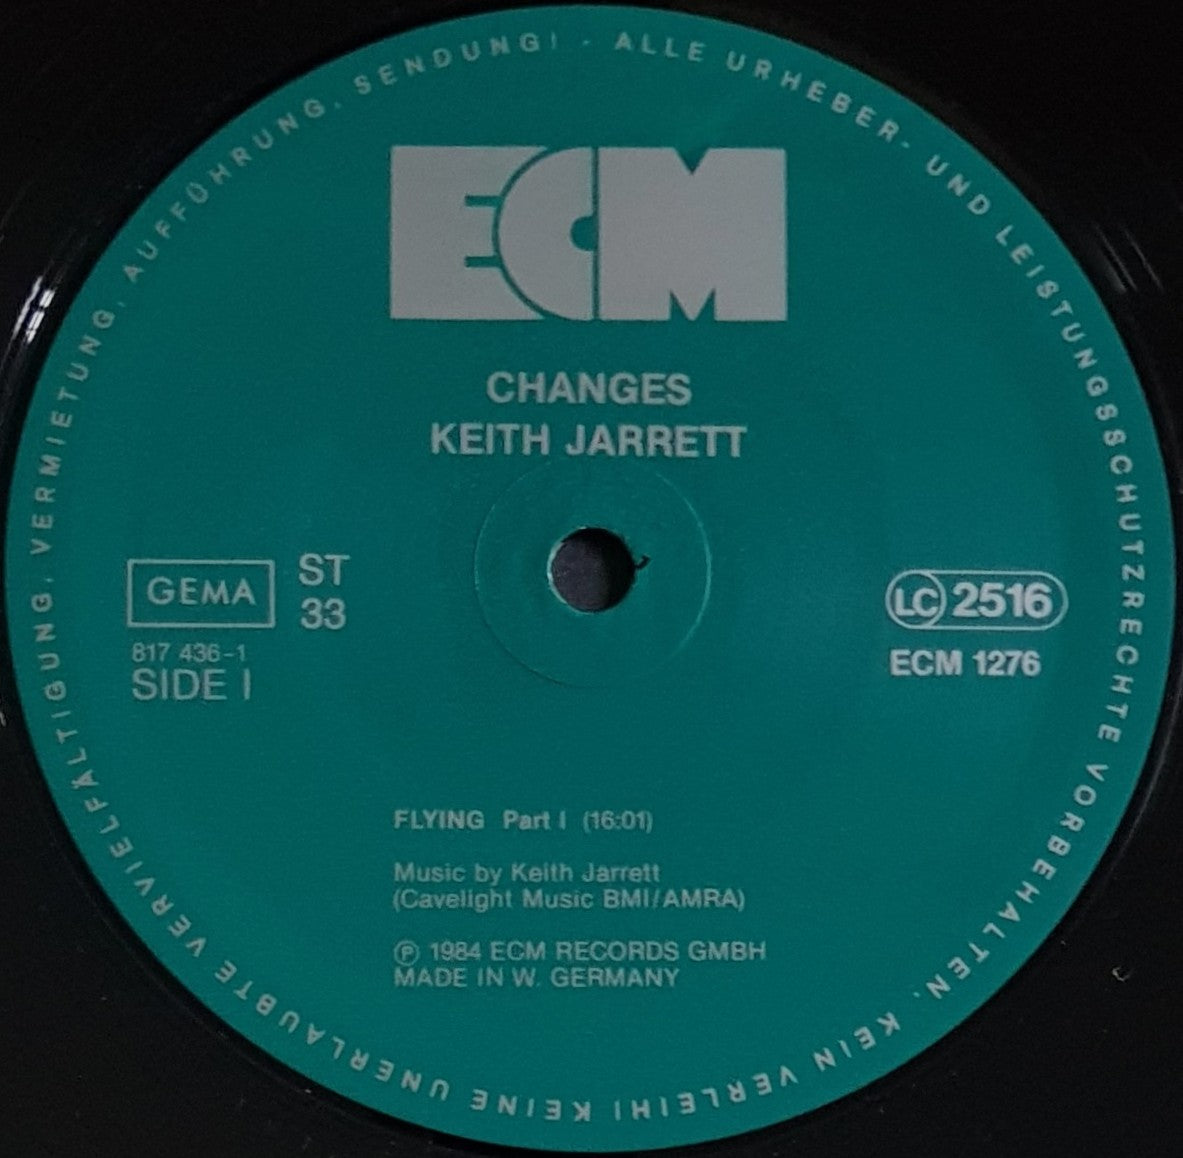 ALLE URHEBER- UND LEISTUNGSSCHUTZRECHTE VORBEHALTEN. KEIN VERLEIH! KEINE UNERLAUBTE VERVIELFÄLTIGUNG, VERMIETUNG, AUFFÜHRUNG, SENDUNG! -
ECM
CHANGES
KEITH JARRETT
GEMA
ST
33
817 436-1
SIDE I
LC 2516
ECM 1276
FLYING Part I (16:01)
Music by Keith Jarrett
(Cavelight Music BMI/AMRA)
℗ 1984 ECM RECORDS GMBH
MADE IN W. GERMANY